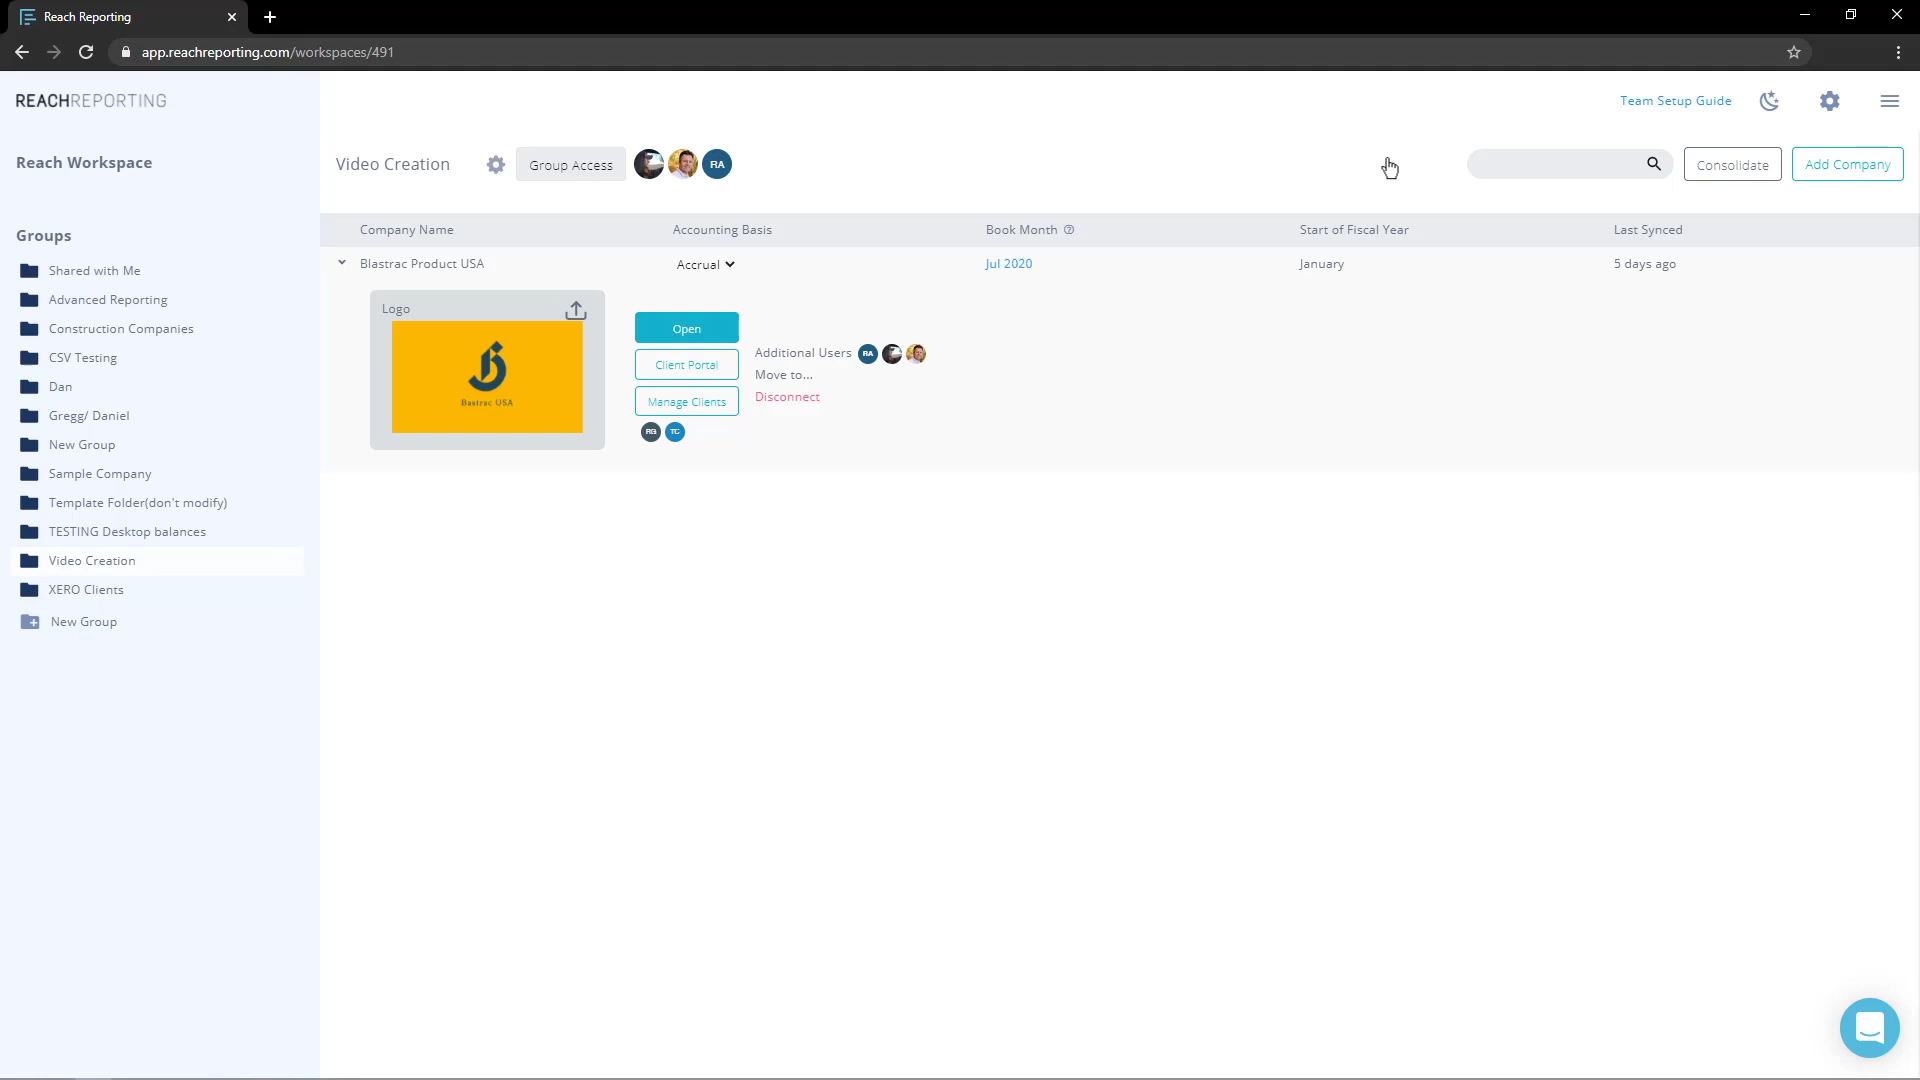 Reach Reporting
app.reachreporting.com/workspaces/491
REACHREPORTING
Team Setup Guide
Reach Workspace
Video Creation
Group Access
RA
Consolidate
Add Company
Groups
Shared with Me
Advanced Reporting
Construction Companies
CSV Testing
Dan
Gregg/ Daniel
New Group
Sample Company
Template Folder(don't modify)
TESTING Desktop balances
Video Creation
XERO Clients
New Group
Company Name
Accounting Basis
Book Month
Start of Fiscal Year
Last Synced
Blastrac Product USA
Accrual
Jul 2020
January
5 days ago
Logo
Bastrac USA
Open
Client Portal
Manage Clients
RG
TC
Additional Users
RA
Move to...
Disconnect